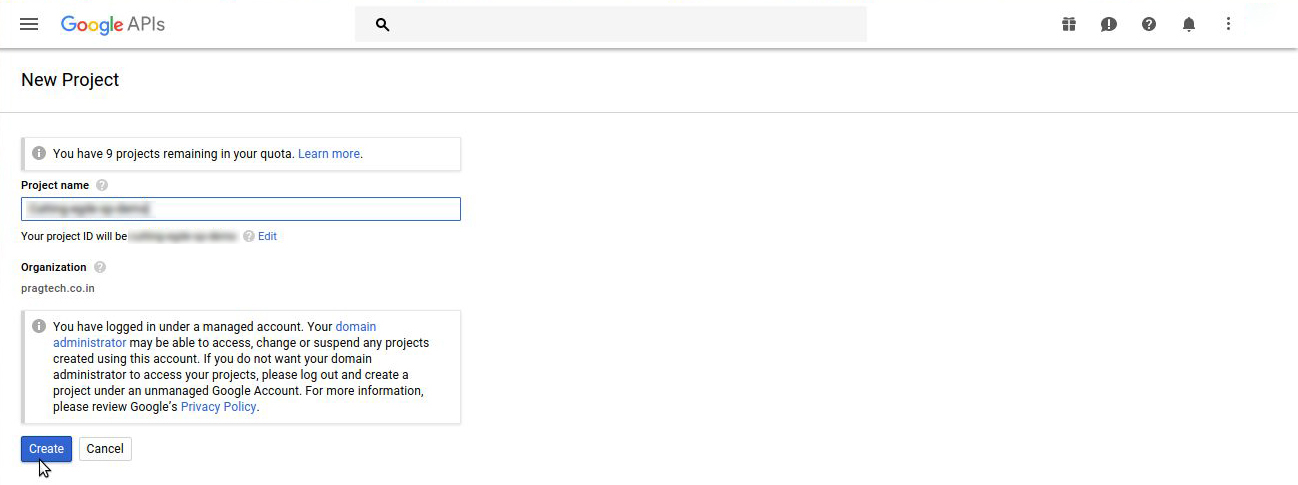 Google APIs
New Project
You have 9 projects remaining in your quota. Learn more.
Project name
Your project ID will be
Edit
Organization
pragtech.co.in
You have logged in under a managed account. Your domain
administrator may be able to access, change or suspend any projects
created using this account. If you do not want your domain
administrator to access your projects, please log out and create a
project under an unmanaged Google Account. For more information,
please review Google's Privacy Policy.
Create Cancel